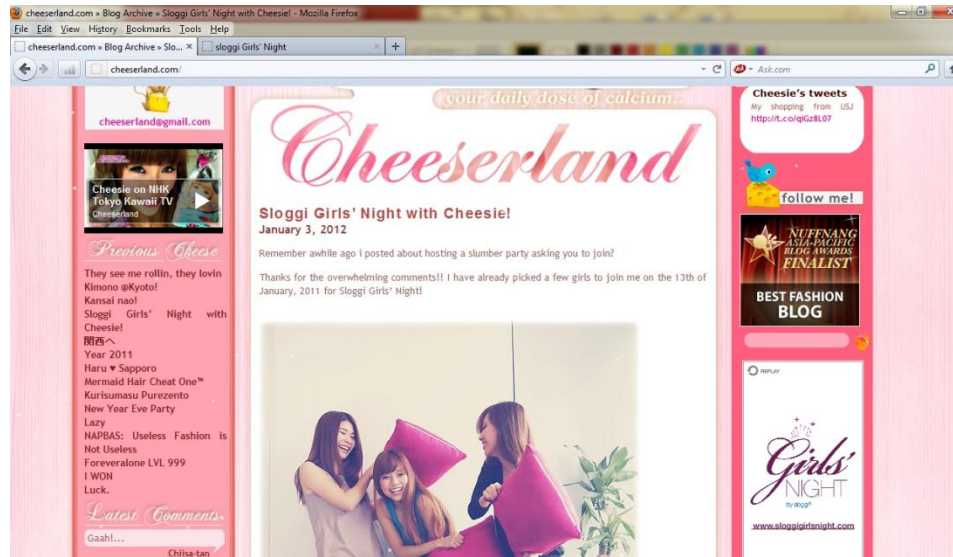 cheeserland.com » Blog Archive » Sloggi Girls' Night with Cheesie! - Mozilla Firefox
File Edit View History Bookmarks Tools Help
cheeserland.com » Blog Archive » Slo... ×
sloggi Girls' Night ×
cheeserland.com/
Ask.com
cheeserland@gmail.com
Cheesie on NHK
Tokyo Kawaii TV
Cheeserland
Previous Cheese
They see me rollin, they lovin
Kimono @Kyoto!
Kansai nao!
Sloggi Girls' Night with
Cheesie!
関西へ
Year 2011
Haru ♥ Sapporo
Mermaid Hair Cheat One™
Kurisumasu Purezento
New Year Eve Party
Lazy
NAPBAS: Useless Fashion is
Not Useless
Foreveralone LVL 999
I WON
Luck.
Latest Comments
Gaah!...
Chiisa-tan
your daily dose of calcium..
Cheeserland
Sloggi Girls' Night with Cheesie!
January 3, 2012
Remember awhile ago i posted about hosting a slumber party asking you to join?
Thanks for the overwhelming comments!! I have already picked a few girls to join me on the 13th of
January, 2011 for Sloggi Girls' Night!
Cheesie's tweets
My shopping from USJ
http://t.co/qiGz8L07
follow me!
NUFFNANG
ASIA-PACIFIC
BLOG AWARDS
FINALIST
BEST FASHION
BLOG
REPLAY
Girls'
NIGHT
by sloggi
www.sloggigirlsnight.com